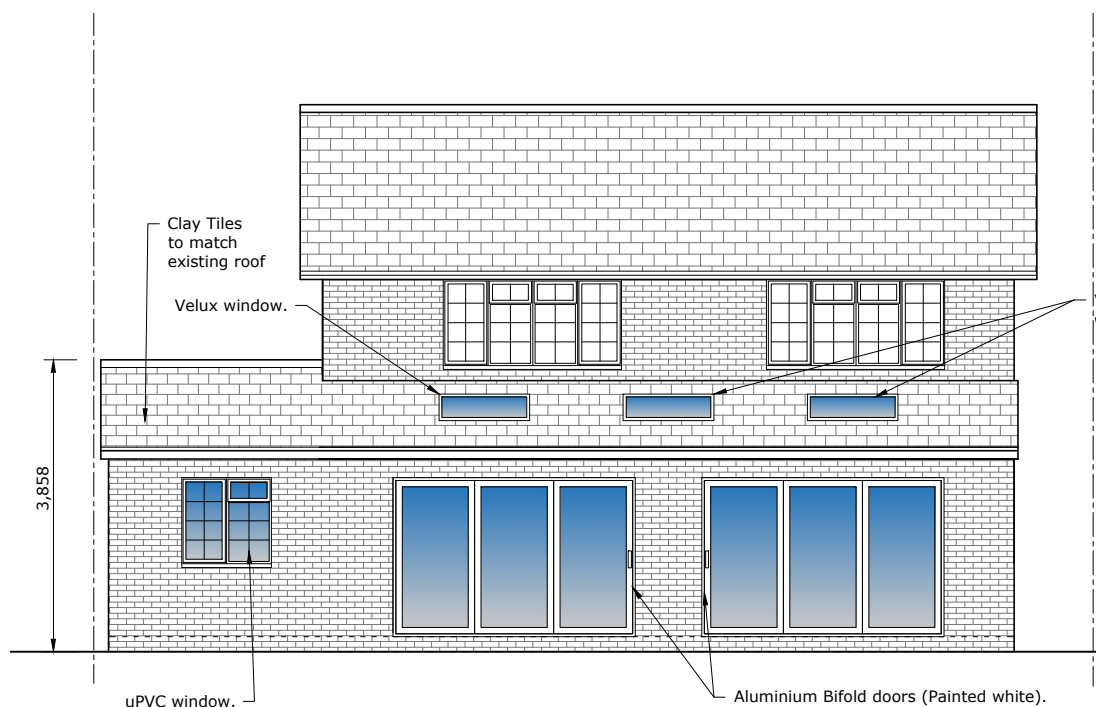 Clay Tiles
to match
existing roof
Velux window.
3,858
uPVC window.
Aluminium Bifold doors (Painted white).